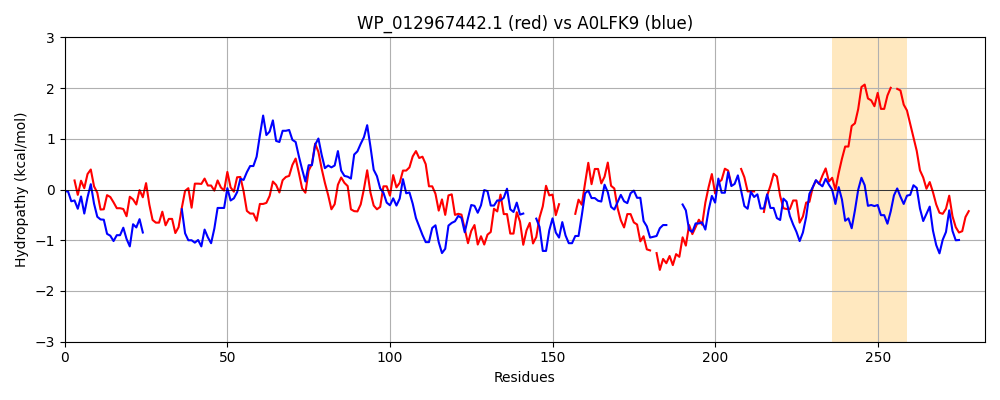 WP_012967442.1 (red) vs A0LFK9 (blue)
Hydropathy (kcal/mol)
3
2
1
0
−1
−2
−3
0 50 100 150 200 250
Residues